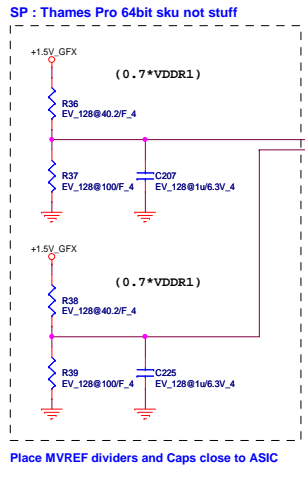 SP : Thames Pro 64bit sku not stuff
+1.5V_GFX
(0.7*VDDR1)
R36
EV_128@40.2/F_4
R37
EV_128@100/F_4
C207
EV_128@1u/6.3V_4
+1.5V_GFX
(0.7*VDDR1)
R38
EV_128@40.2/F_4
R39
EV_128@100/F_4
C225
EV_128@1u/6.3V_4
Place MVREF dividers and Caps close to ASIC